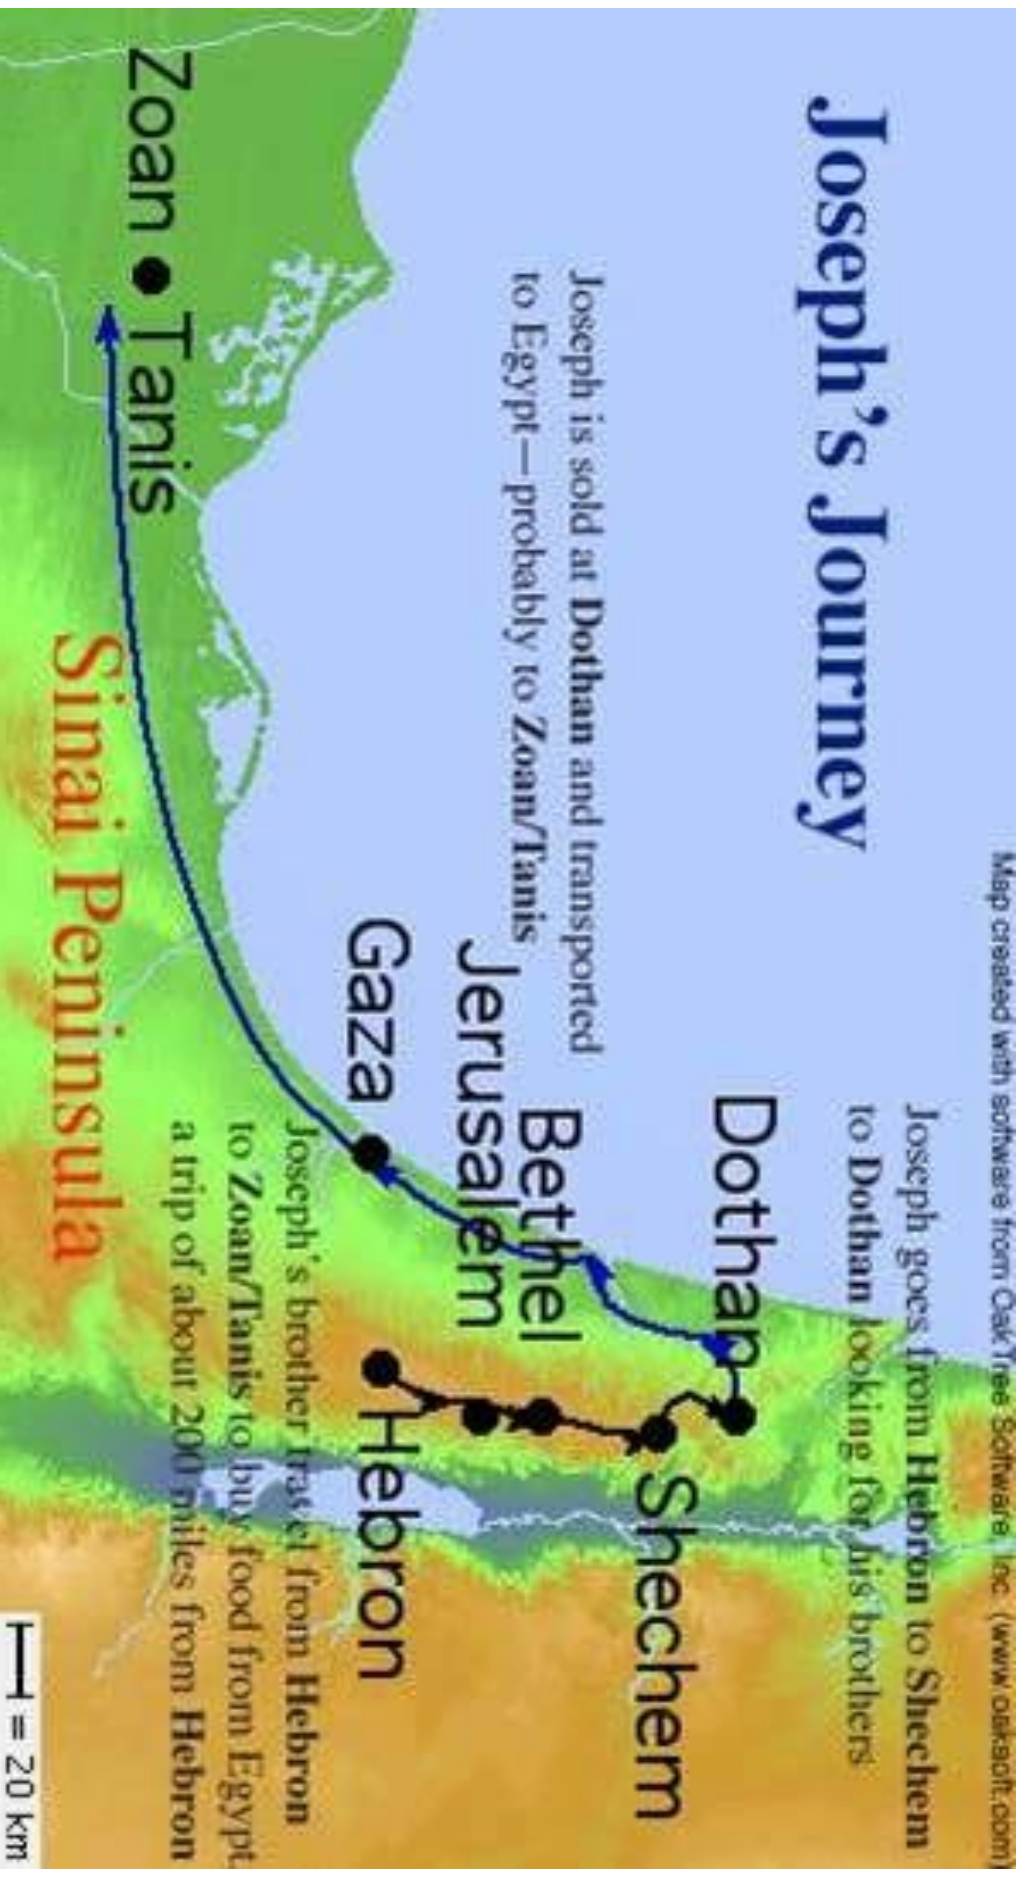 Map created with software from Oak Tree Software, Inc. (www.oaksoft.com)
Joseph's Journey
Joseph goes from Hebron to Shechem
to Dothan looking for his brothers
Dothan
Shechem
Joseph is sold at Dothan and transported
to Egypt—probably to Zoan/Tanis
Bethel
Jerusalem
Gaza
Hebron
Joseph's brother travel from Hebron
to Zoan/Tanis to buy food from Egypt,
a trip of about 200 miles from Hebron
Zoan
Tanis
Sinai Peninsula
= 20 km